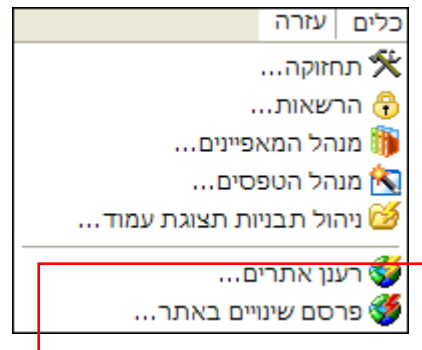 כלים עזרה
תחזוקה...
הרשאות...
מנהל המאפיינים...
מנהל הטפסים...
ניהול תבניות תצוגת עמוד...
רענן אתרים...
פרסם שינויים באתר...